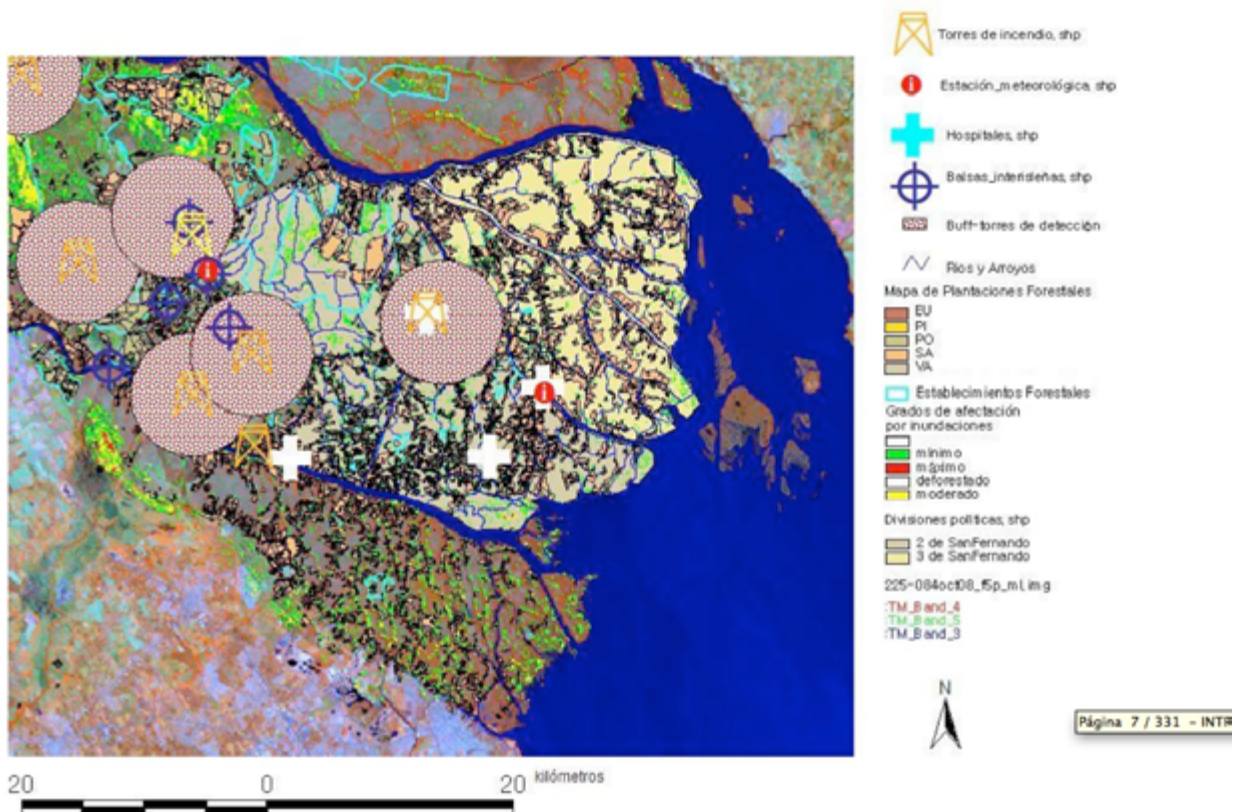 Torres de incendio, shp
Estación_meteorológica, shp
Hospitales, shp
Balsas_interisleñas, shp
Buff-torres de detección
Rios y Arroyos
Mapa de Plantaciones Forestales
EU
PI
PO
SA
VA
Establecimientos Forestales
Grados de afectación
por inundaciones
mínimo
máximo
deforestado
moderado
Divisiones políticas, shp
2 de SanFernando
3 de SanFernando
225-084oct08_f5p_ml.img
:TM_Band_4
:TM_Band_5
:TM_Band_3
N
Página 7 / 331 - INTR
20 0 20 kilómetros